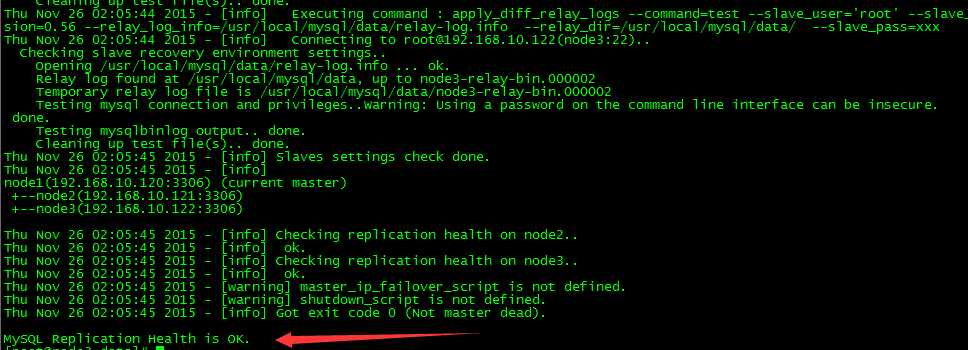 Cleaning up test file(s).. done.
Thu Nov 26 02:05:44 2015 - [info]   Executing command : apply_diff_relay_logs --command=test --slave_user='root' --slave_
sion=0.56 --relay_log_info=/usr/local/mysql/data/relay-log.info  --relay_dir=/usr/local/mysql/data/  --slave_pass=xxx
Thu Nov 26 02:05:44 2015 - [info]   Connecting to root@192.168.10.122(node3:22)..
  Checking slave recovery environment settings..
    Opening /usr/local/mysql/data/relay-log.info ... ok.
    Relay log found at /usr/local/mysql/data, up to node3-relay-bin.000002
    Temporary relay log file is /usr/local/mysql/data/node3-relay-bin.000002
    Testing mysql connection and privileges..Warning: Using a password on the command line interface can be insecure.
 done.
    Testing mysqlbinlog output.. done.
    Cleaning up test file(s).. done.
Thu Nov 26 02:05:45 2015 - [info] Slaves settings check done.
Thu Nov 26 02:05:45 2015 - [info]
node1(192.168.10.120:3306) (current master)
 +--node2(192.168.10.121:3306)
 +--node3(192.168.10.122:3306)
Thu Nov 26 02:05:45 2015 - [info] Checking replication health on node2..
Thu Nov 26 02:05:45 2015 - [info]  ok.
Thu Nov 26 02:05:45 2015 - [info] Checking replication health on node3..
Thu Nov 26 02:05:45 2015 - [info]  ok.
Thu Nov 26 02:05:45 2015 - [warning] master_ip_failover_script is not defined.
Thu Nov 26 02:05:45 2015 - [warning] shutdown_script is not defined.
Thu Nov 26 02:05:45 2015 - [info] Got exit code 0 (Not master dead).
MySQL Replication Health is OK.
[root@node3 data]#